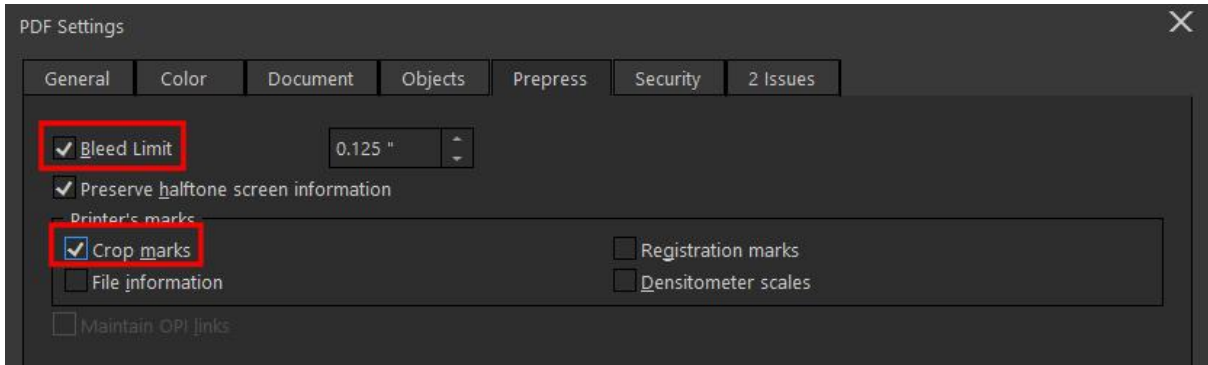 PDF Settings
General Color Document Objects Prepress Security 2 Issues
Bleed Limit 0.125 "
Preserve halftone screen information
Printer's marks
Crop marks Registration marks
File information Densitometer scales
Maintain OPI links